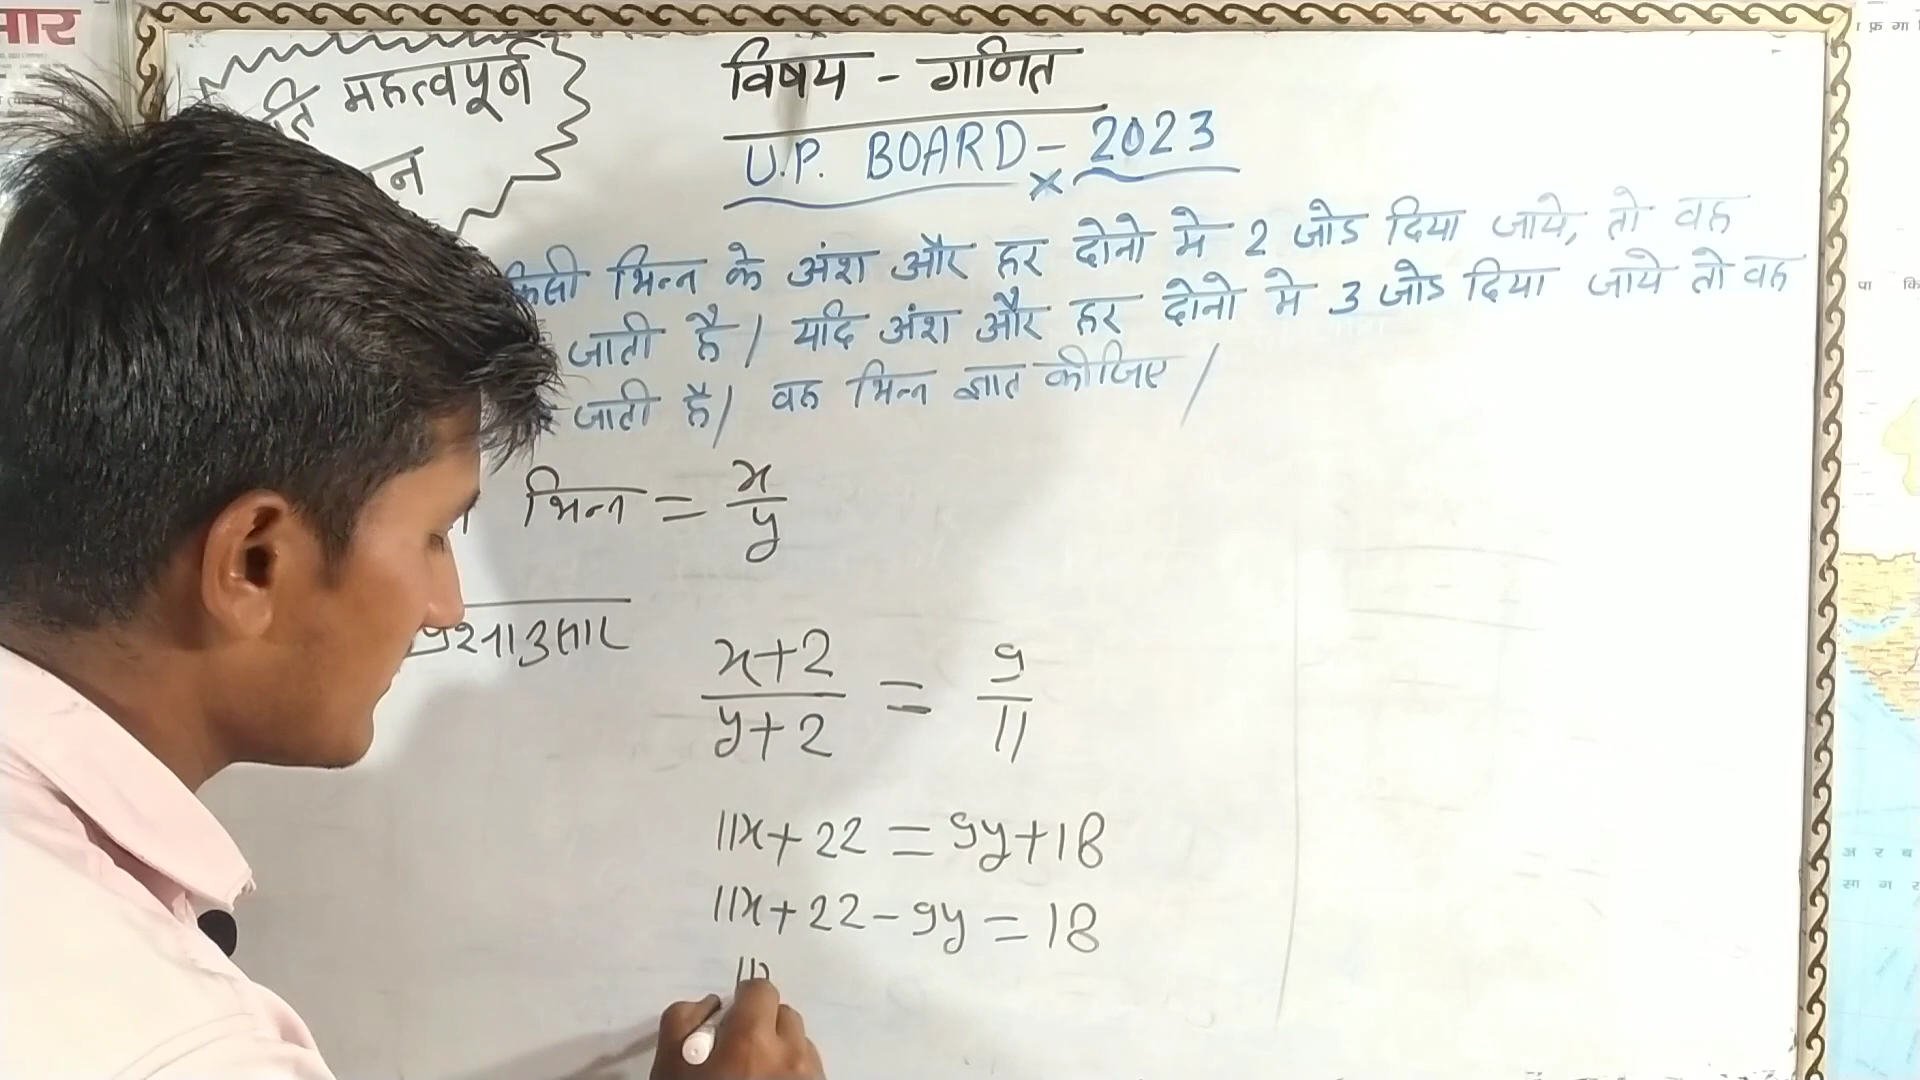 महत्वपूर्न
विषय - गणित
U.P. BOARD - 2023
किसी भिन्न के अंश और हर दोनो मे 2 जोड दिया जाये, तो वह
जाती है। यदि अंश और हर दोनो मे 3 जोड दिया जाये तो वह
जाती है। वह भिन्न ज्ञात कीजिए।
भिन्न = x/y
प्रश्नानुसार
x+2/y+2 = 9/11
11x+22 = 9y+18
11x+22-9y = 18
11